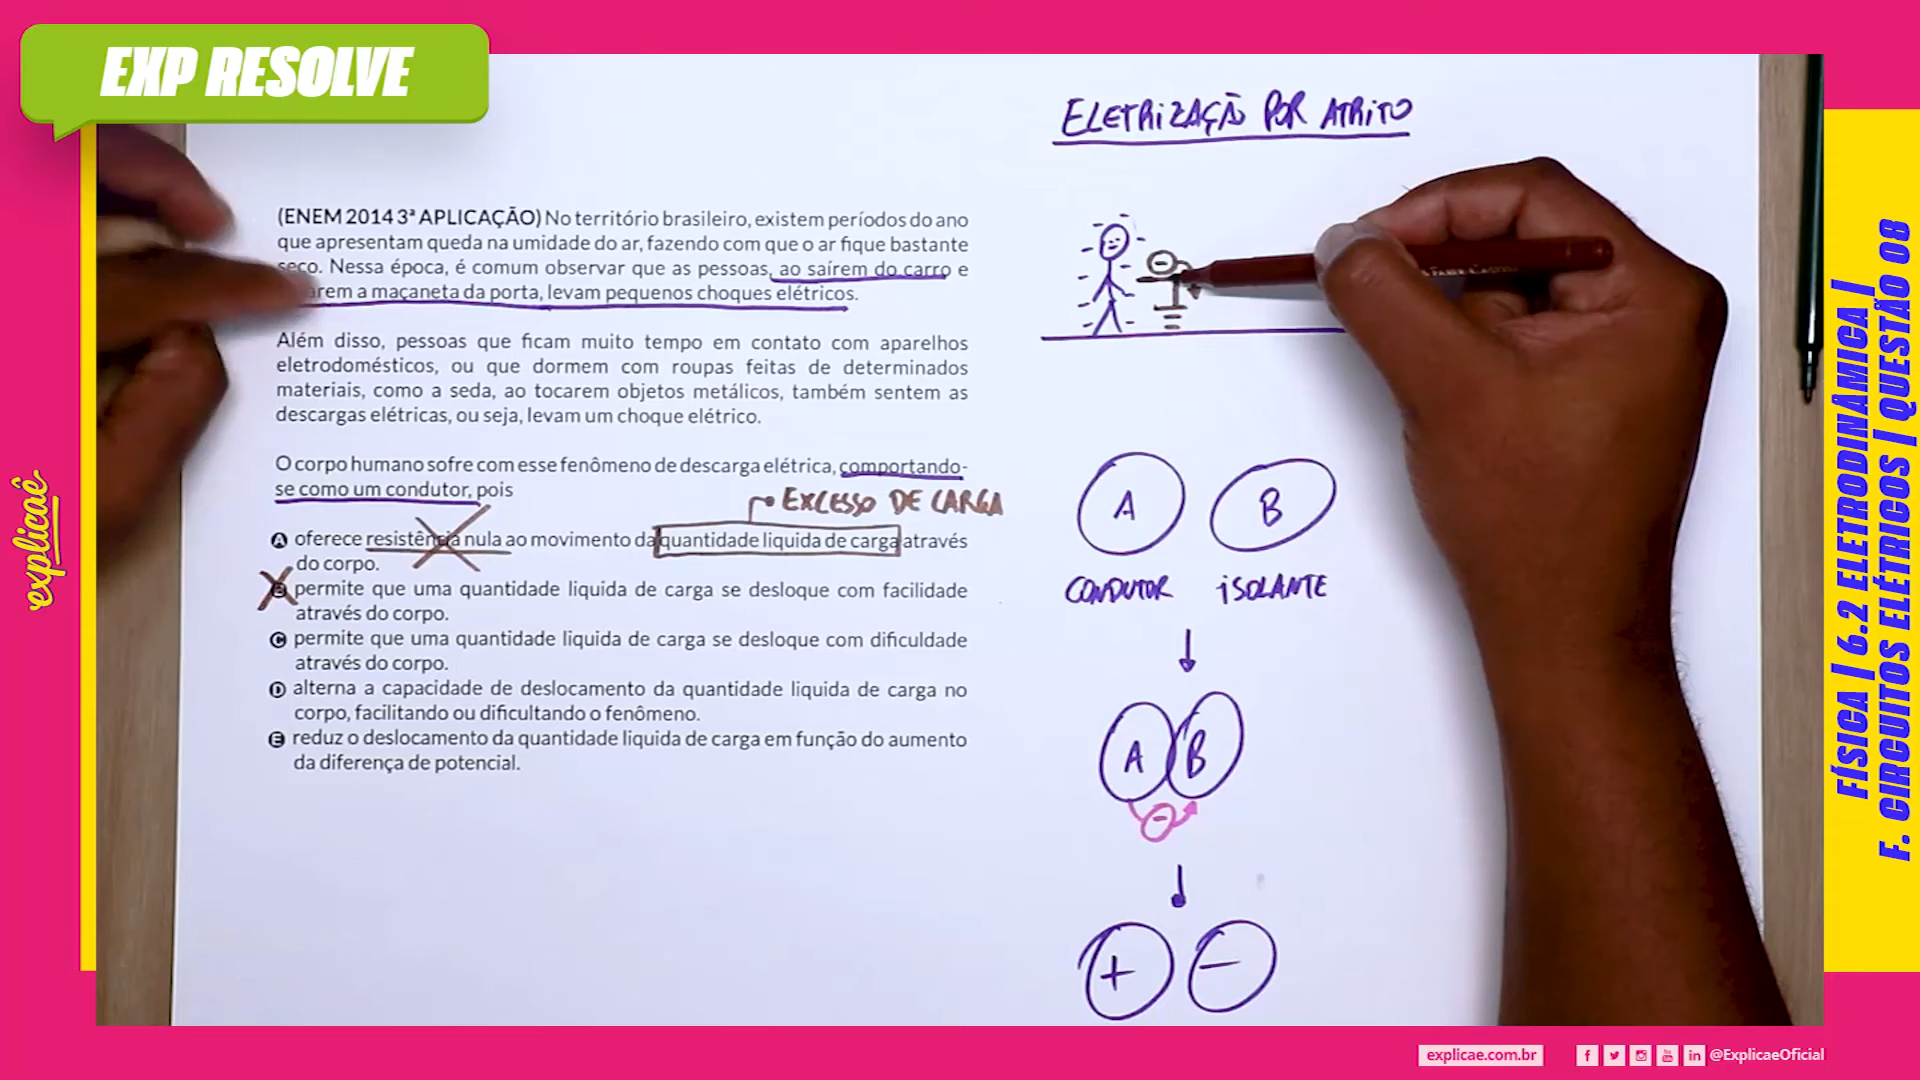 EXP RESOLVE
ELETRIZAÇÃO POR ATRITO
(ENEM 2014 3ª APLICAÇÃO) No território brasileiro, existem períodos do ano
que apresentam queda na umidade do ar, fazendo com que o ar fique bastante
seco. Nessa época, é comum observar que as pessoas, ao saírem do carro e
arem a maçaneta da porta, levam pequenos choques elétricos.
Além disso, pessoas que ficam muito tempo em contato com aparelhos
eletrodomésticos, ou que dormem com roupas feitas de determinados
materiais, como a seda, ao tocarem objetos metálicos, também sentem as
descargas elétricas, ou seja, levam um choque elétrico.
O corpo humano sofre com esse fenômeno de descarga elétrica, comportando-
se como um condutor, pois
EXCESSO DE CARGA
A oferece resistência nula ao movimento da quantidade liquida de carga através
do corpo.
B permite que uma quantidade liquida de carga se desloque com facilidade
através do corpo.
C permite que uma quantidade liquida de carga se desloque com dificuldade
através do corpo.
D alterna a capacidade de deslocamento da quantidade liquida de carga no
corpo, facilitando ou dificultando o fenômeno.
E reduz o deslocamento da quantidade liquida de carga em função do aumento
da diferença de potencial.
−
A B
CONDUTOR ISOLANTE
A B
−
+ −
explicaê
FÍSICA | 6.2 ELETRODINÂMICA |
F. CIRCUITOS ELÉTRICOS | QUESTÃO 08
explicae.com.br
@ExplicaeOficial